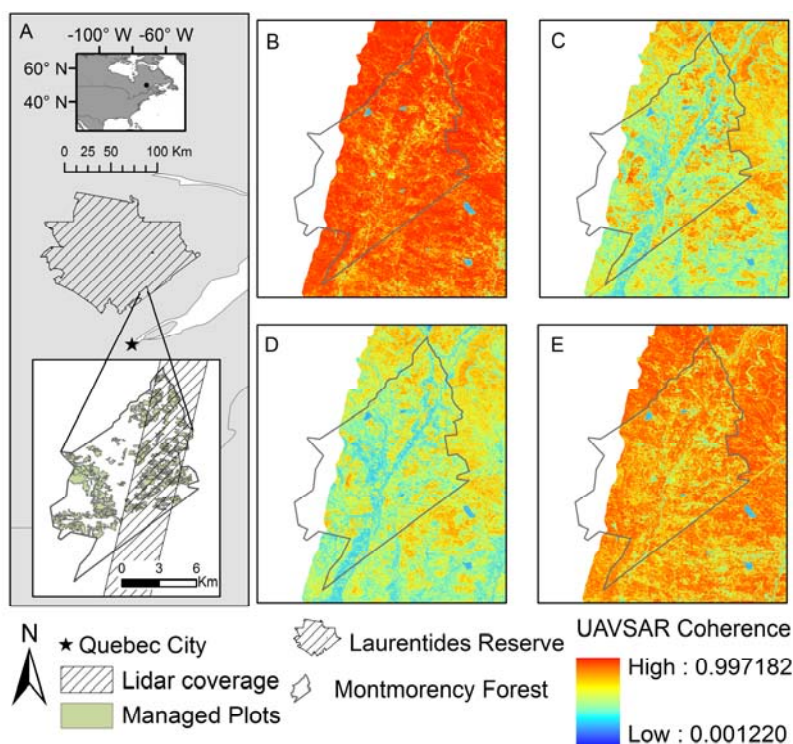 A
-100° W -60° W
60° N
40° N
0 25 50 100 Km
B
C
D
E
0 3 6
Km
N
Quebec City
Lidar coverage
Managed Plots
Laurentides Reserve
Montmorency Forest
UAVSAR Coherence
High : 0.997182
Low : 0.001220